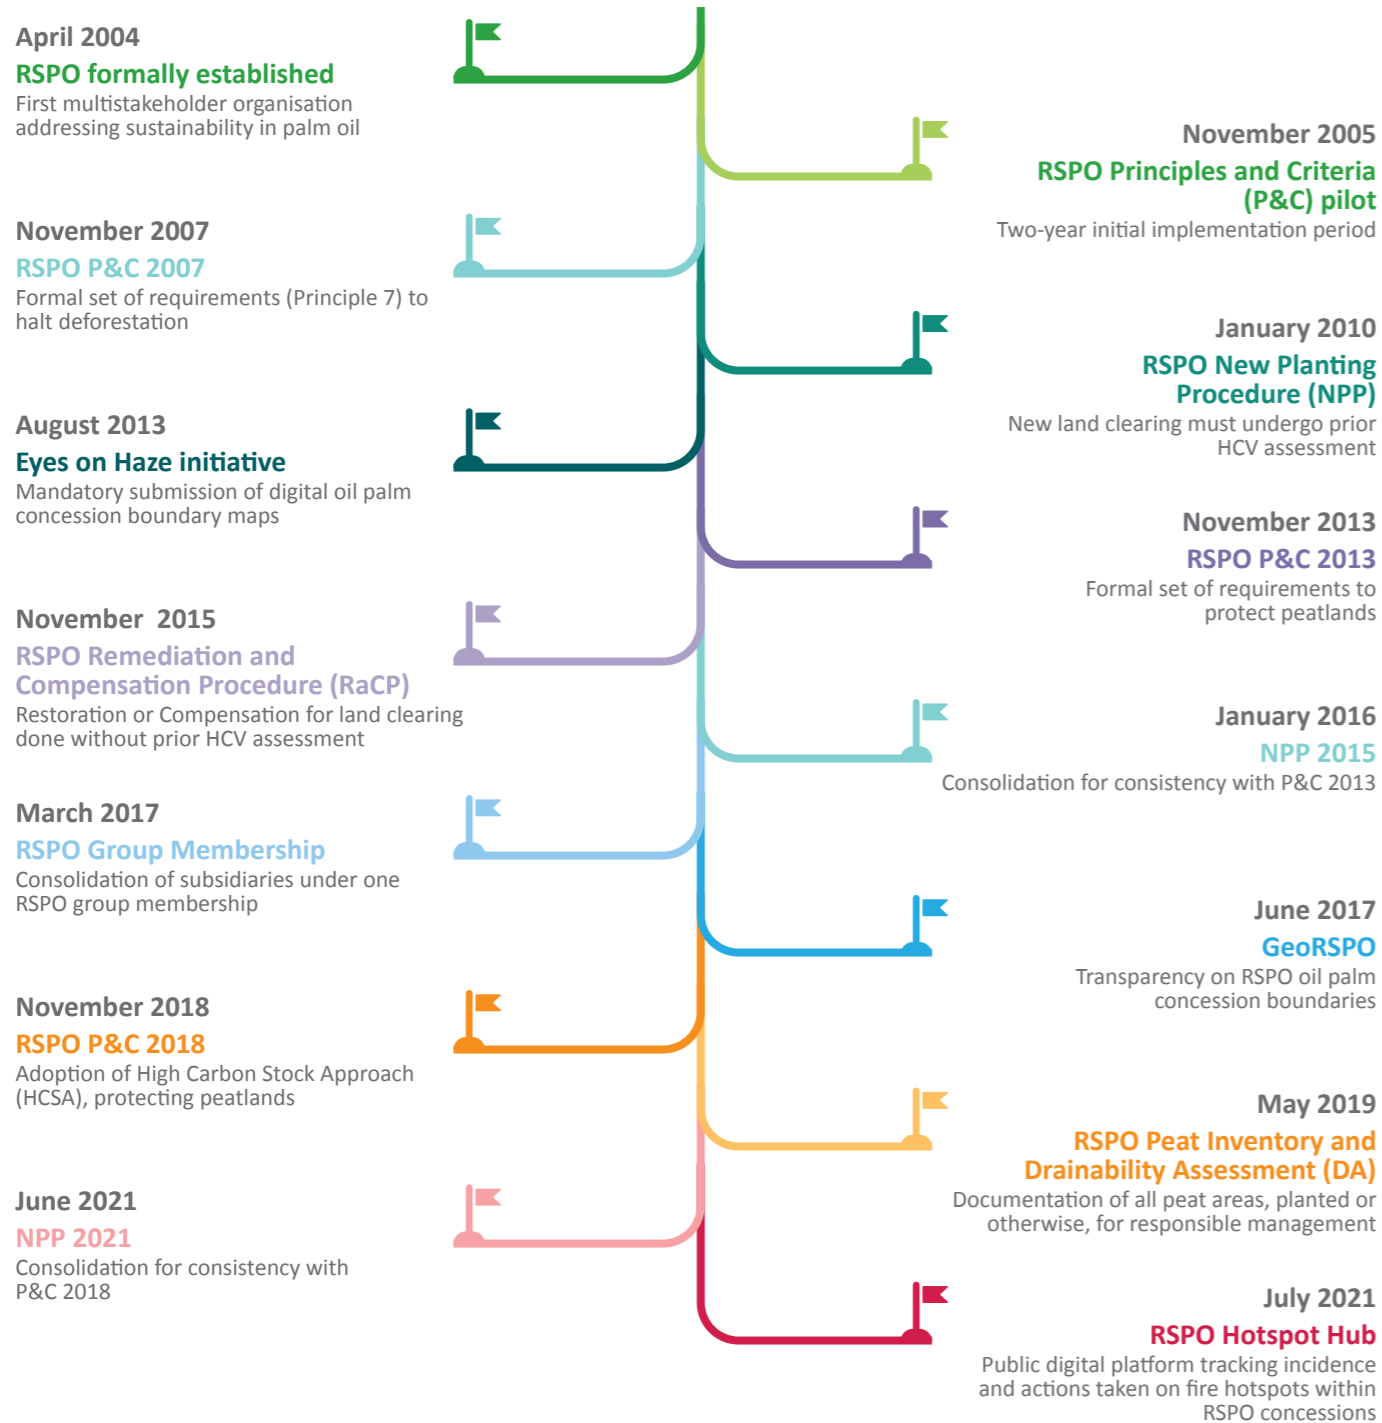 April 2004
RSPO formally established
First multistakeholder organisation
addressing sustainability in palm oil
November 2005
RSPO Principles and Criteria
(P&C) pilot
Two-year initial implementation period
November 2007
RSPO P&C 2007
Formal set of requirements (Principle 7) to
halt deforestation
January 2010
RSPO New Planting
Procedure (NPP)
New land clearing must undergo prior
HCV assessment
August 2013
Eyes on Haze initiative
Mandatory submission of digital oil palm
concession boundary maps
November 2013
RSPO P&C 2013
Formal set of requirements to
protect peatlands
November 2015
RSPO Remediation and
Compensation Procedure (RaCP)
Restoration or Compensation for land clearing
done without prior HCV assessment
January 2016
NPP 2015
Consolidation for consistency with P&C 2013
March 2017
RSPO Group Membership
Consolidation of subsidiaries under one
RSPO group membership
June 2017
GeoRSPO
Transparency on RSPO oil palm
concession boundaries
November 2018
RSPO P&C 2018
Adoption of High Carbon Stock Approach
(HCSA), protecting peatlands
May 2019
RSPO Peat Inventory and
Drainability Assessment (DA)
Documentation of all peat areas, planted or
otherwise, for responsible management
June 2021
NPP 2021
Consolidation for consistency with
P&C 2018
July 2021
RSPO Hotspot Hub
Public digital platform tracking incidence
and actions taken on fire hotspots within
RSPO concessions